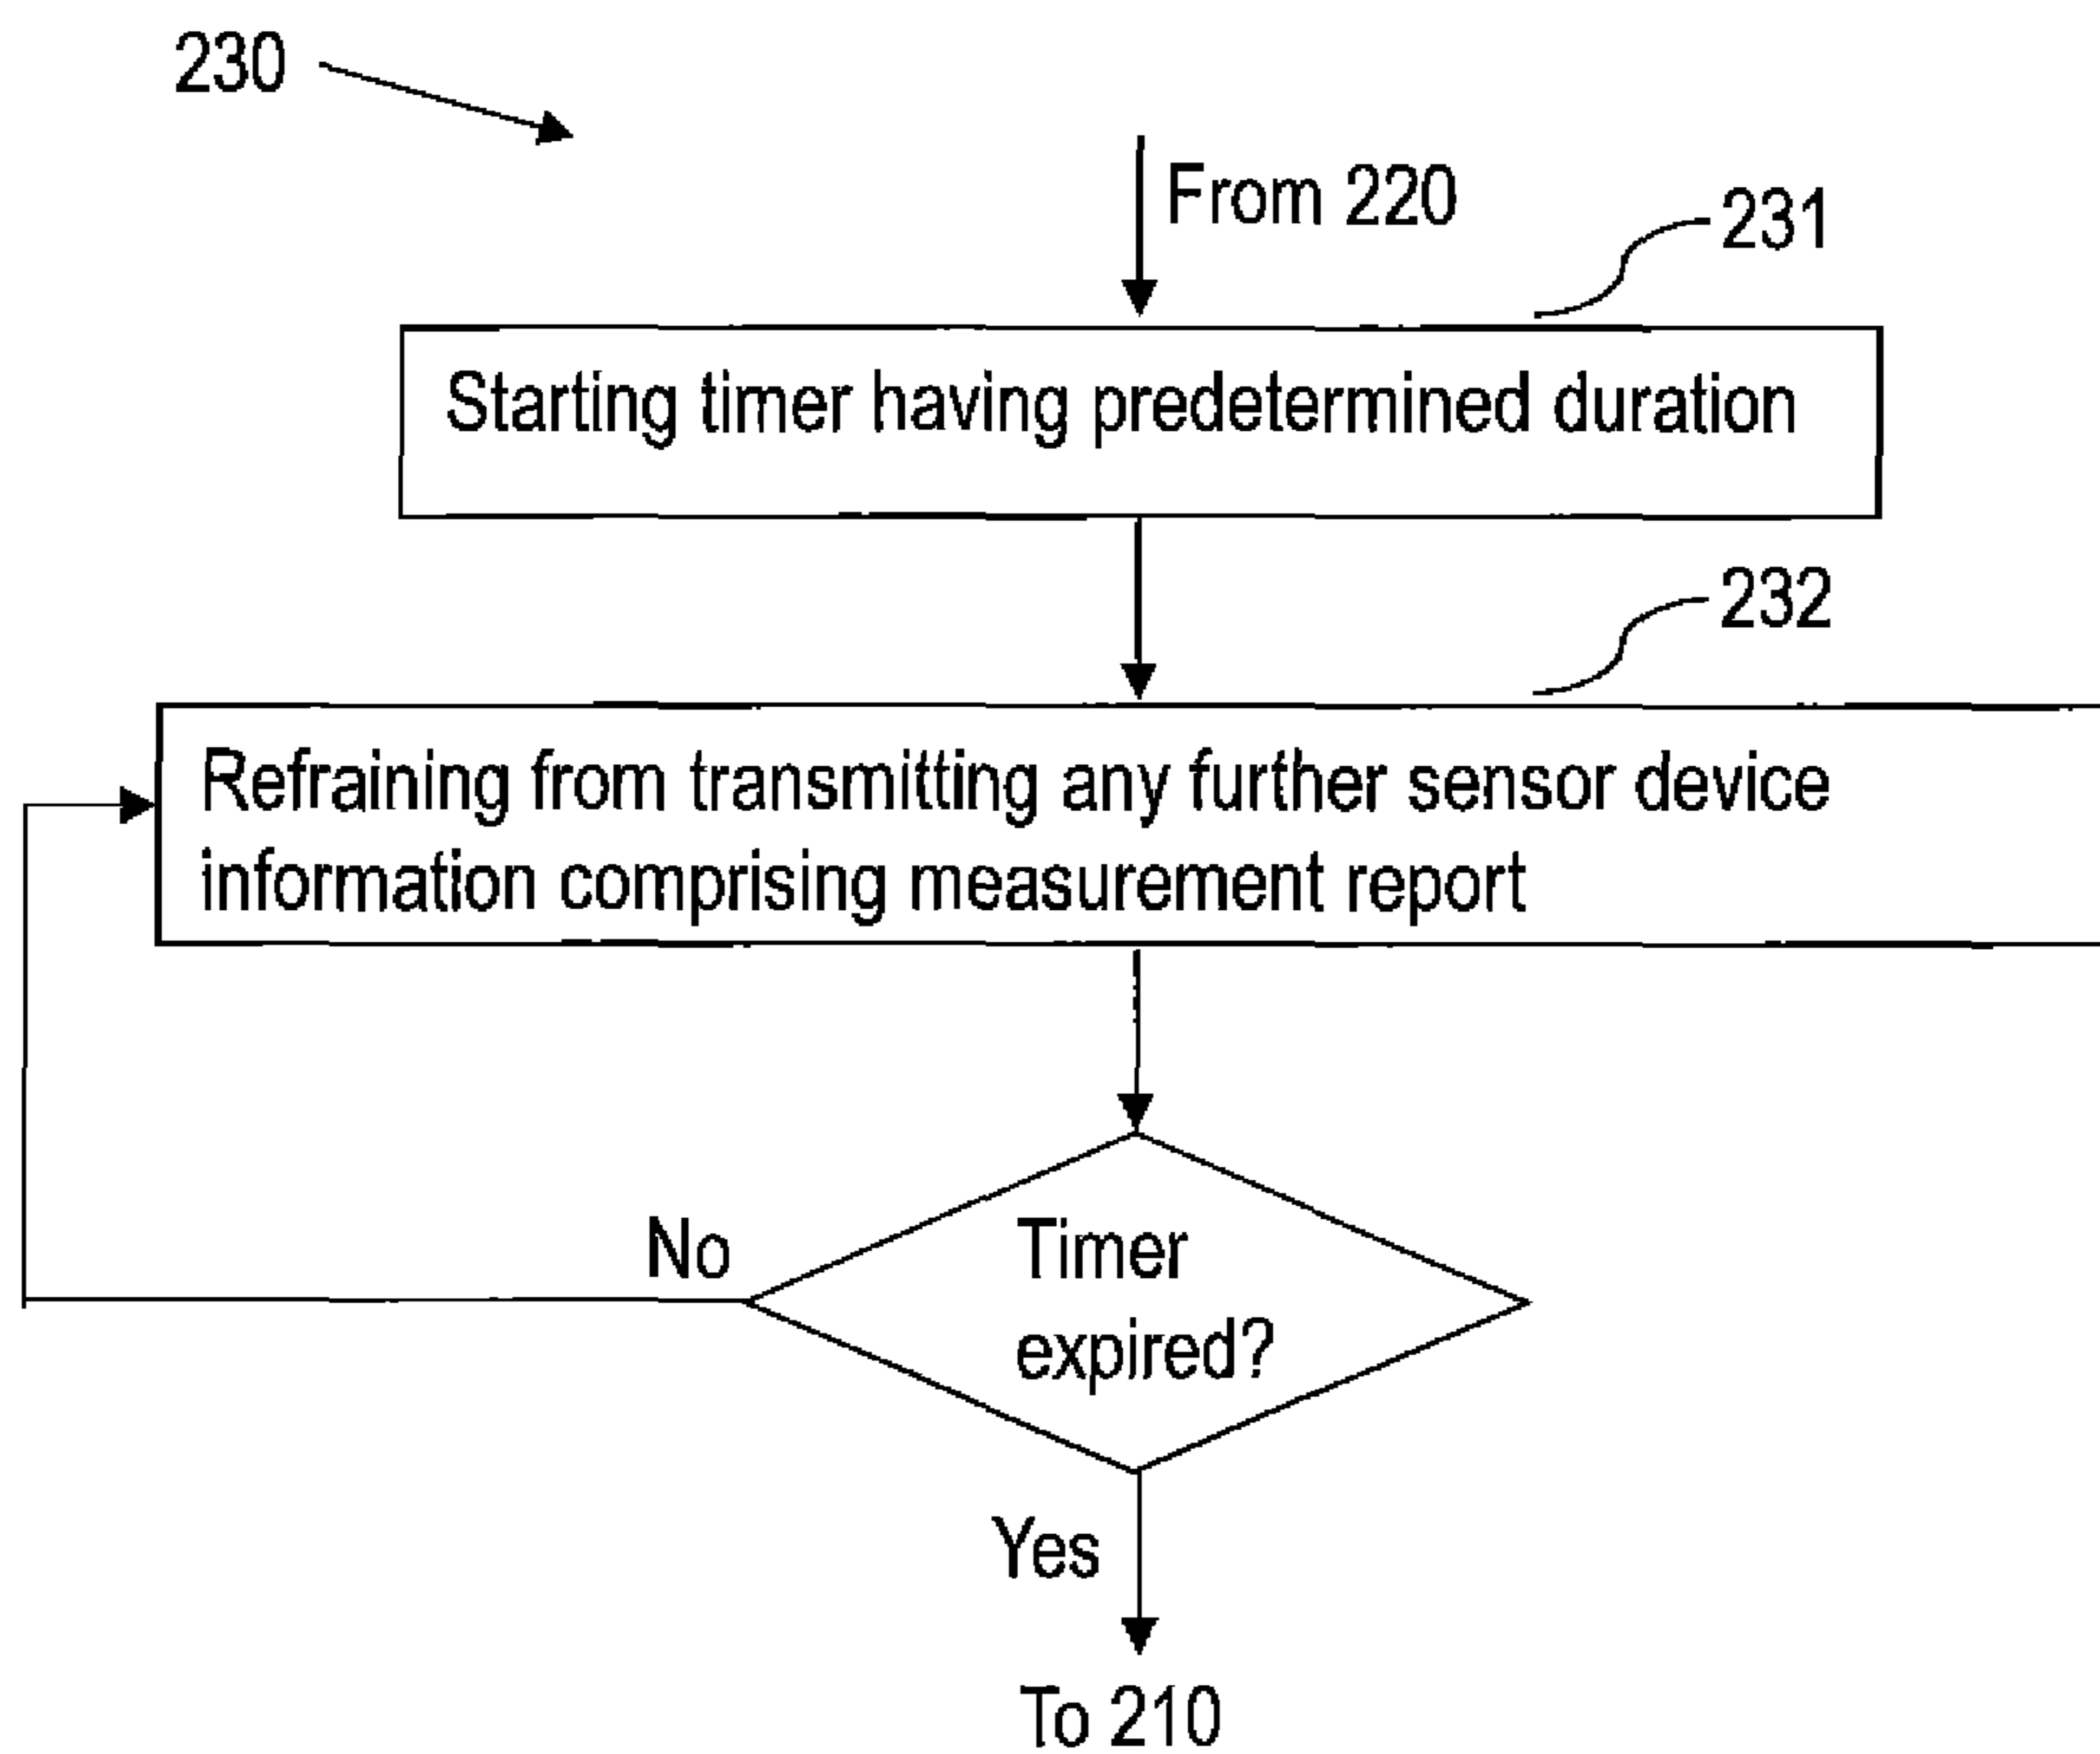 230
From 220
231
Starting timer having predetermined duration
232
Refraining from transmitting any further sensor device
information comprising measurement report
No
Timer
expired?
Yes
To 210